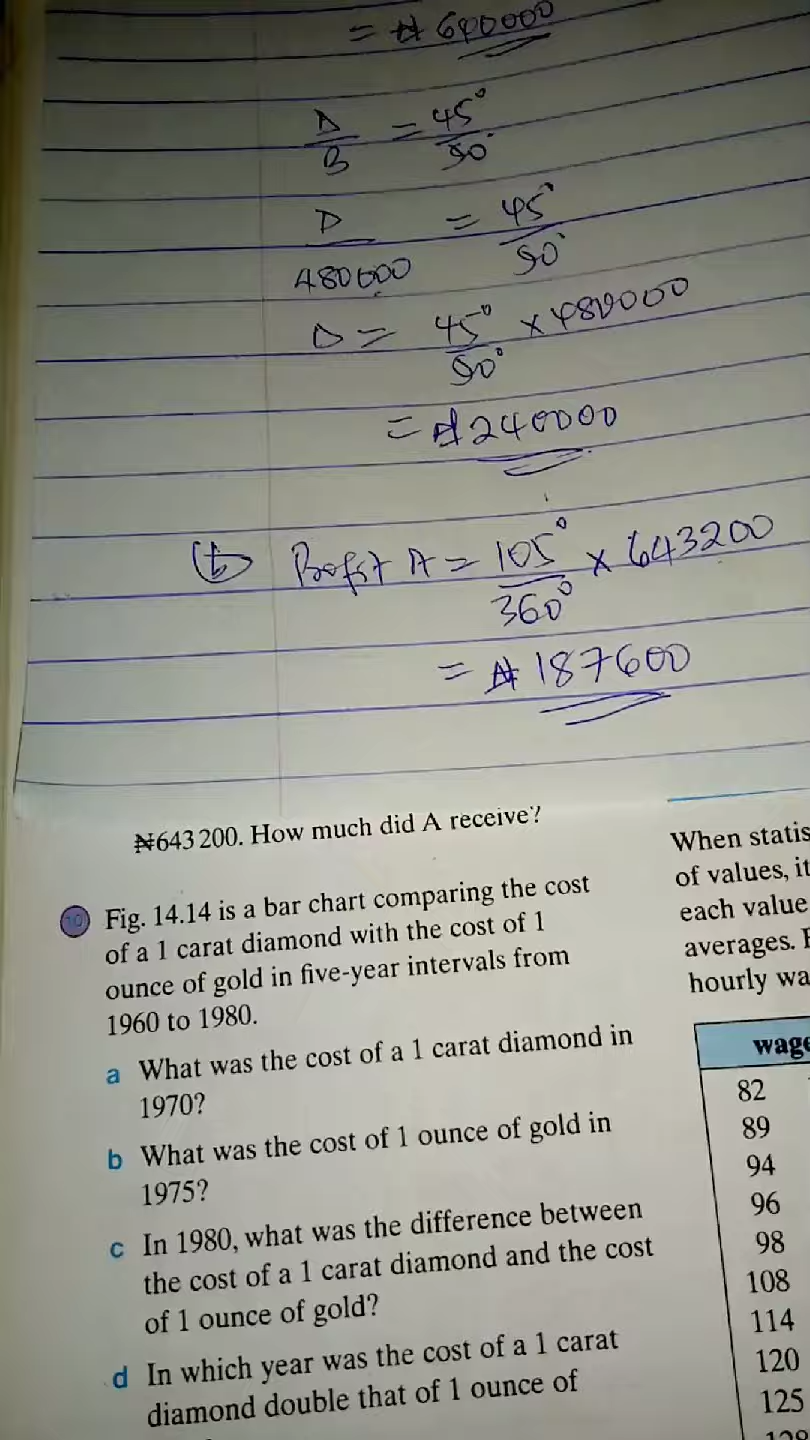 = ₦ 640000
D/B = 45°/90°
D/480000 = 45°/90°
D = 45°/90° × 480000
= ₦240000
(b) Profit A = 105°/360° × 643200
= ₦187600
₦643 200. How much did A receive?
10 Fig. 14.14 is a bar chart comparing the cost
of a 1 carat diamond with the cost of 1
ounce of gold in five-year intervals from
1960 to 1980.
a What was the cost of a 1 carat diamond in
1970?
b What was the cost of 1 ounce of gold in
1975?
c In 1980, what was the difference between
the cost of a 1 carat diamond and the cost
of 1 ounce of gold?
d In which year was the cost of a 1 carat
diamond double that of 1 ounce of
When statis
of values, it
each value
averages.
hourly wa
wage
82
89
94
96
98
108
114
120
125